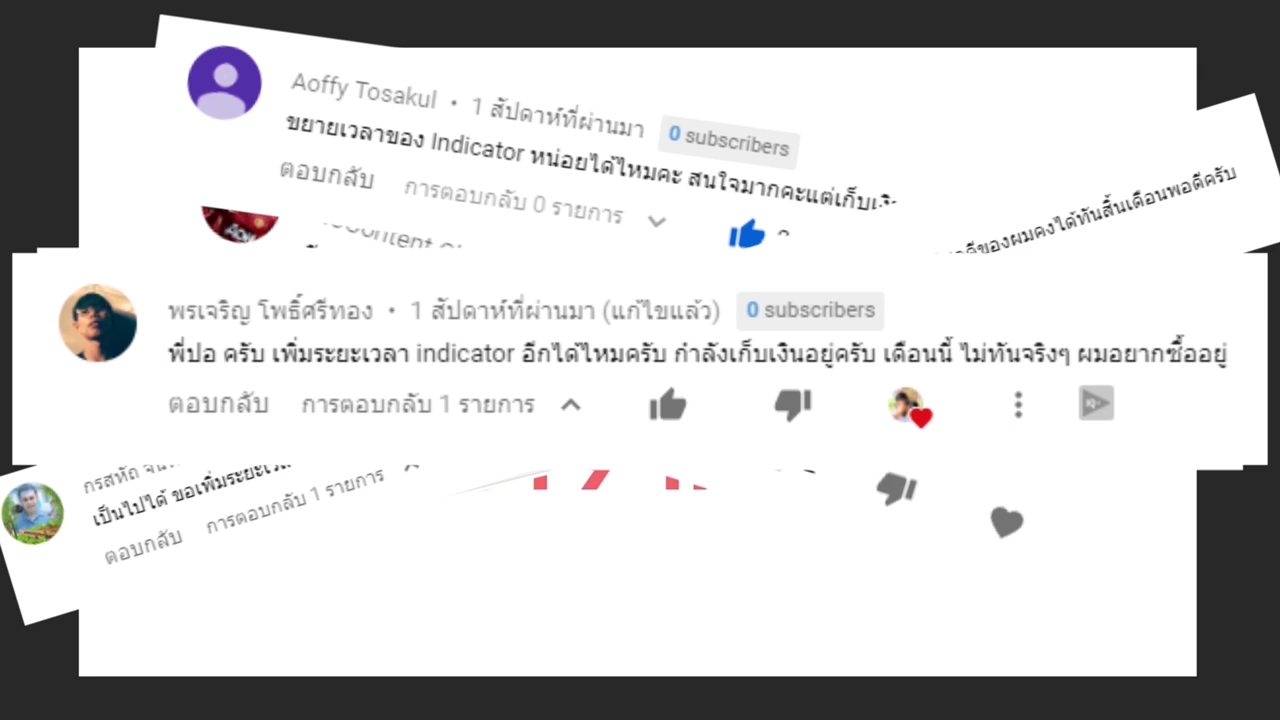 Aoffy Tosakul • 1 สัปดาห์ที่ผ่านมา 0 subscribers
ขยายเวลาของ Indicator หน่อยได้ไหมคะ สนใจมากคะแต่เก็บ
ตอบกลับ การตอบกลับ 0 รายการ
ของผมคงได้ทันสิ้นเดือนพอดีครับ
พรเจริญ โพธิ์ศรีทอง • 1 สัปดาห์ที่ผ่านมา (แก้ไขแล้ว) 0 subscribers
พี่ปอ ครับ เพิ่มระยะเวลา indicator อีกได้ไหมครับ กำลังเก็บเงินอยู่ครับ เดือนนี้ ไม่ทันจริงๆ ผมอยากซื้ออยู่
ตอบกลับ การตอบกลับ 1 รายการ
กรสหัถ
เป็นไปได้ ขอเพิ่มระยะเวลา
ตอบกลับ การตอบกลับ 1 รายการ